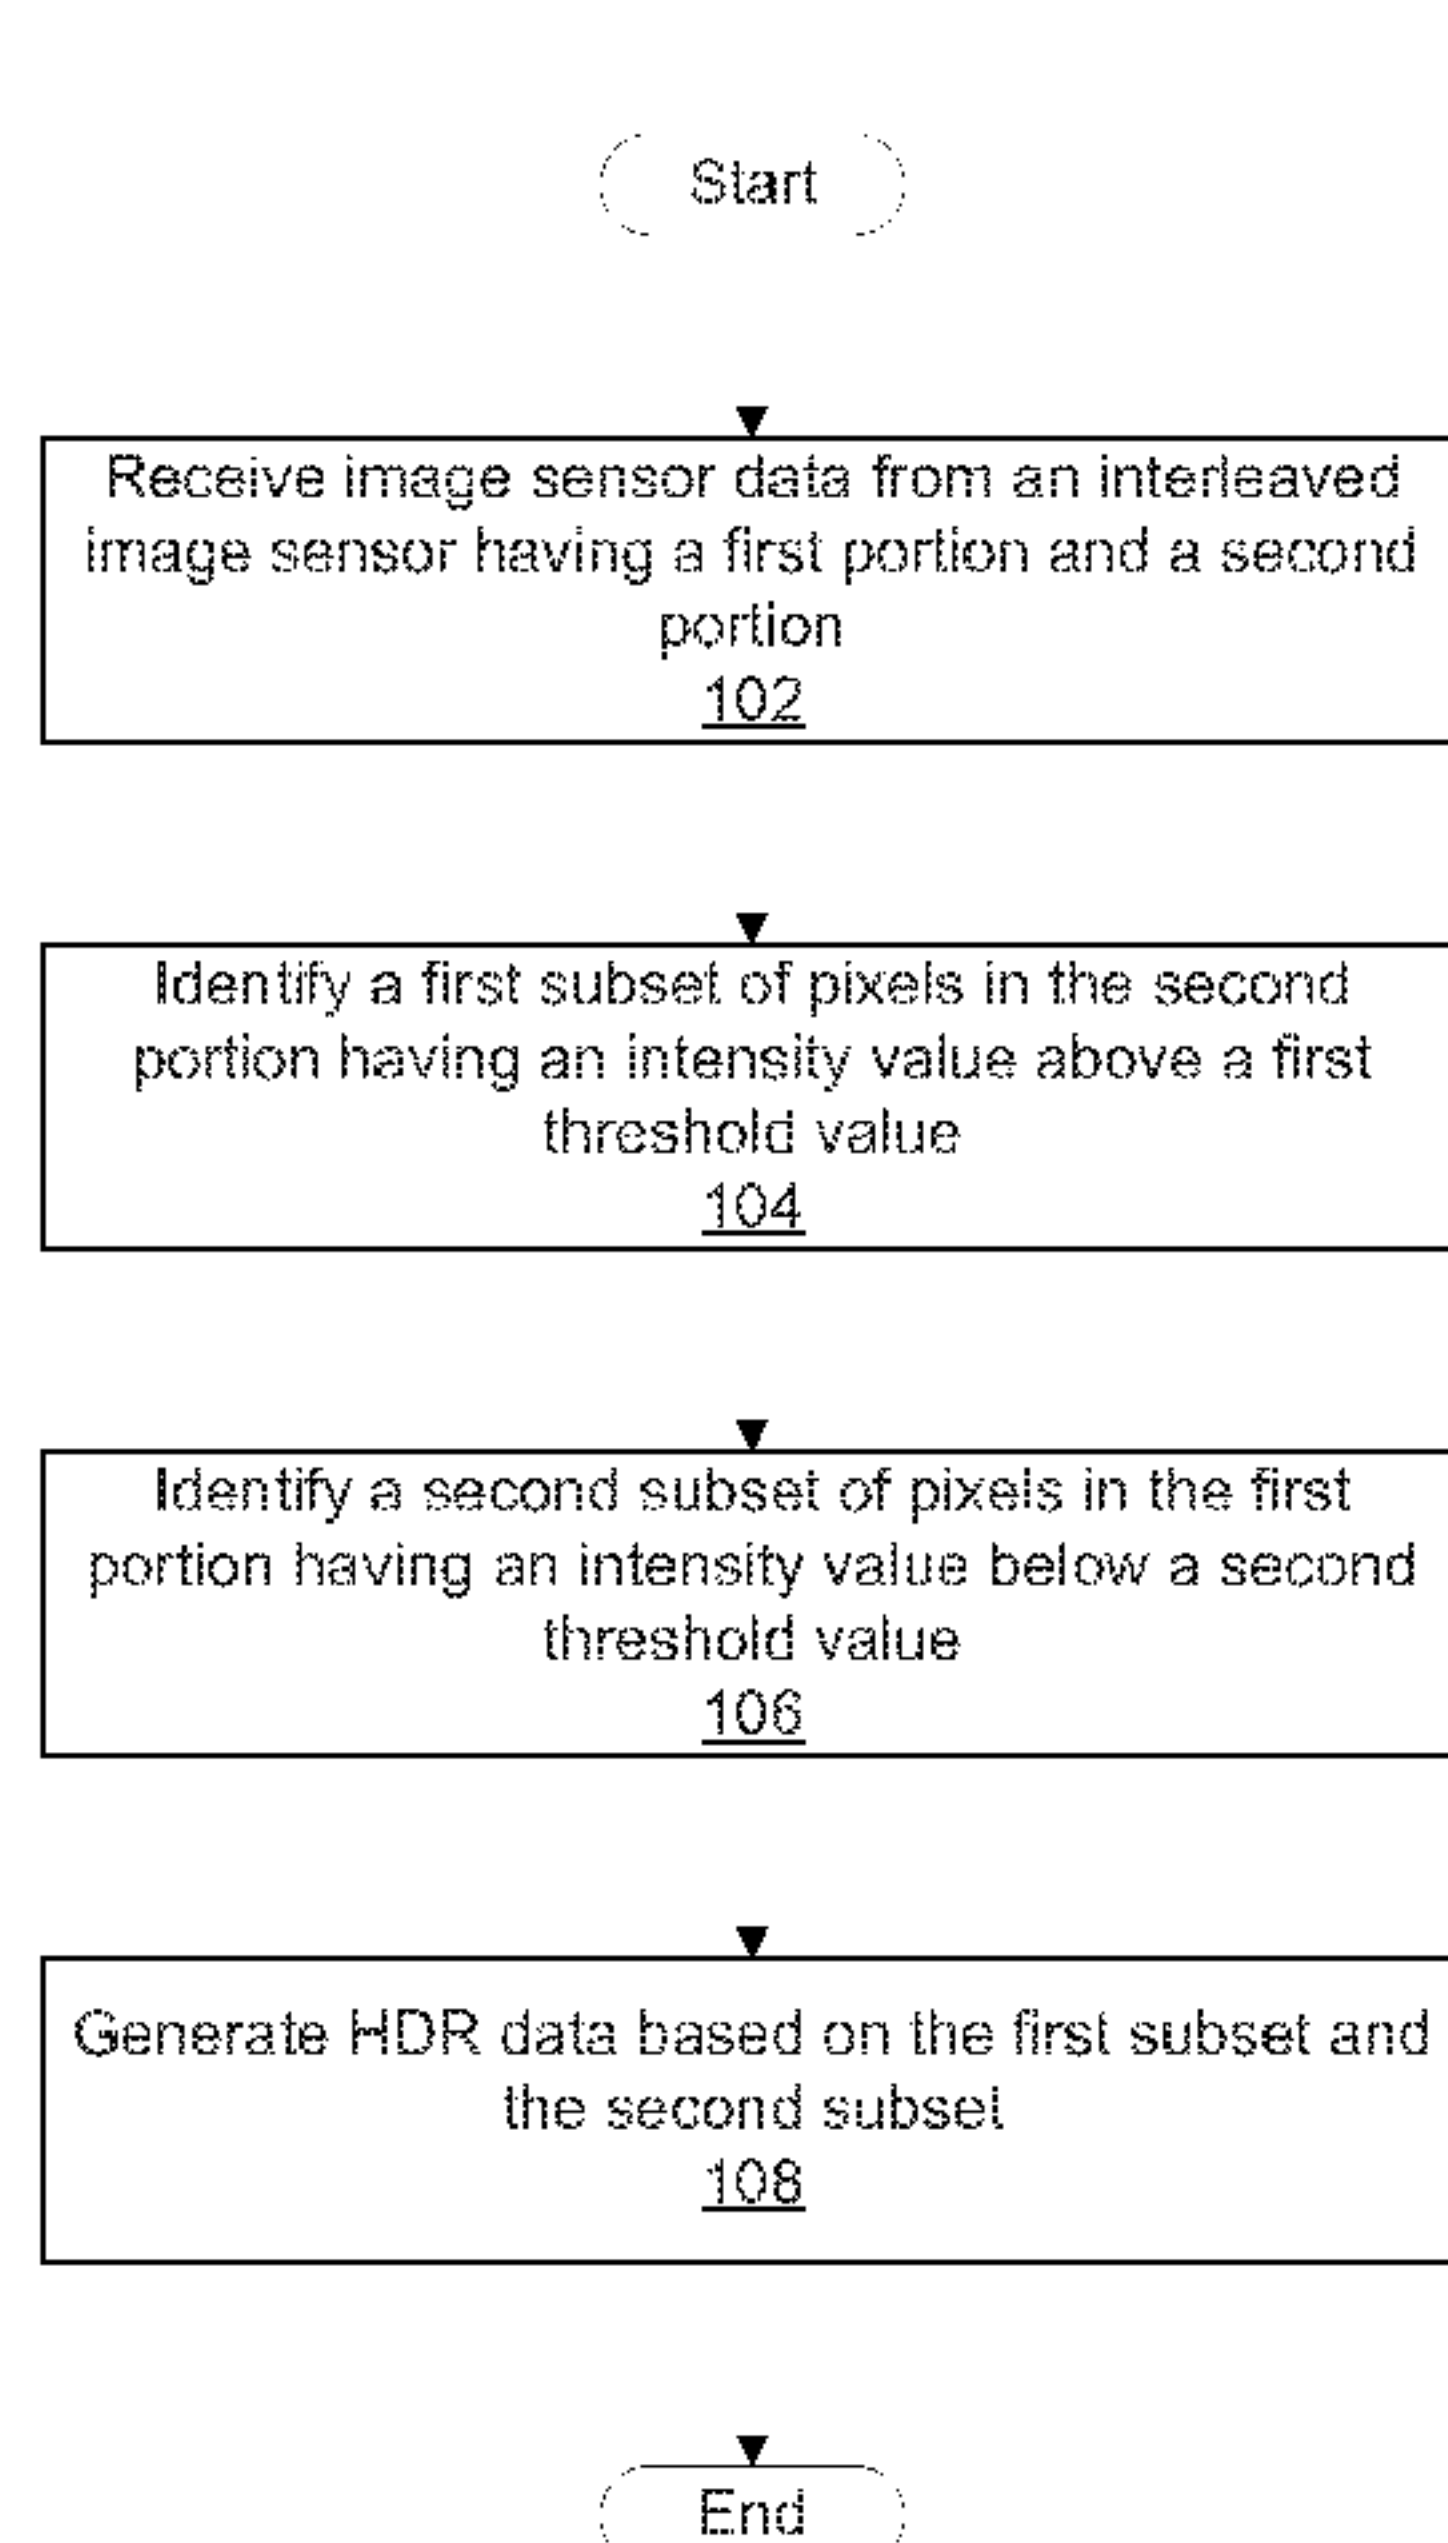 Start
Receive image sensor data from an interleaved
image sensor having a first portion and a second
portion
102
Identify a first subset of pixels in the second
portion having an intensity value above a first
threshold value
104
Identify a second subset of pixels in the first
portion having an intensity value below a second
threshold value
106
Generate HDR data based on the first subset and
the second subset
108
End